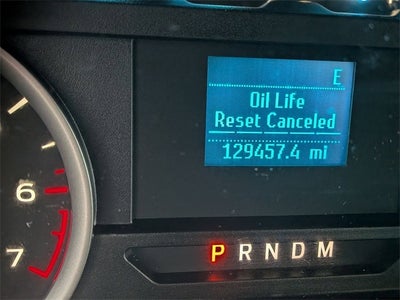 E
Oil Life
Reset Canceled
129457.4 mi
6
7
P R N D M